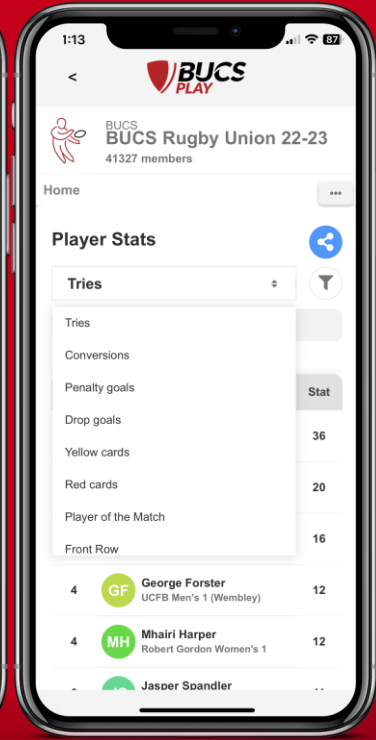 1:13
87
<
BUCS
PLAY
BUCS
BUCS Rugby Union 22-23
41327 members
Home
...
Player Stats
Tries
Tries
Conversions
Penalty goals
Drop goals
Yellow cards
Red cards
Player of the Match
Front Row
Stat
36
20
16
4 GF George Forster 12
UCFB Men's 1 (Wembley)
4 MH Mhairi Harper 12
Robert Gordon Women's 1
Jasper Spandler